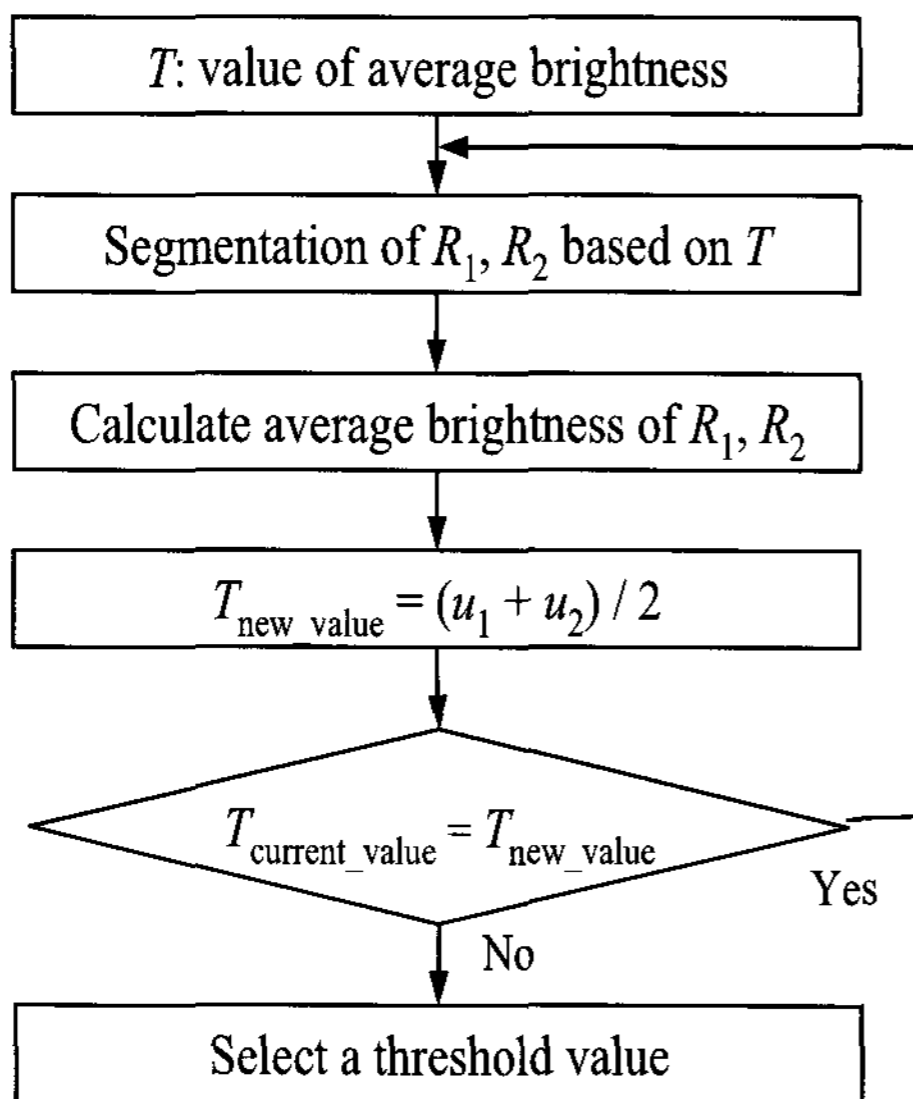 T: value of average brightness
Segmentation of R1, R2 based on T
Calculate average brightness of R1, R2
Tnew_value = (u1 + u2) / 2
Tcurrent_value = Tnew_value
Yes
No
Select a threshold value